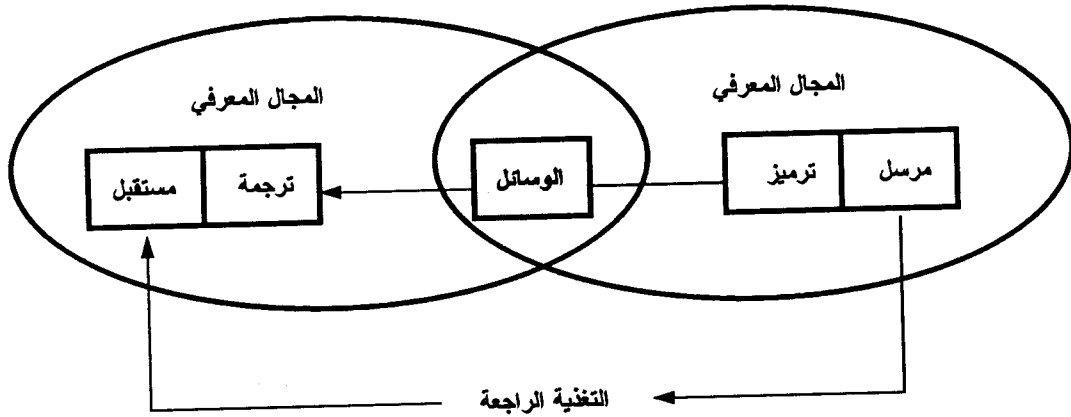 المجال المعرفي
المجال المعرفي
مرسل
ترميز
الوسائل
ترجمة
مستقبل
التغذية الراجعة